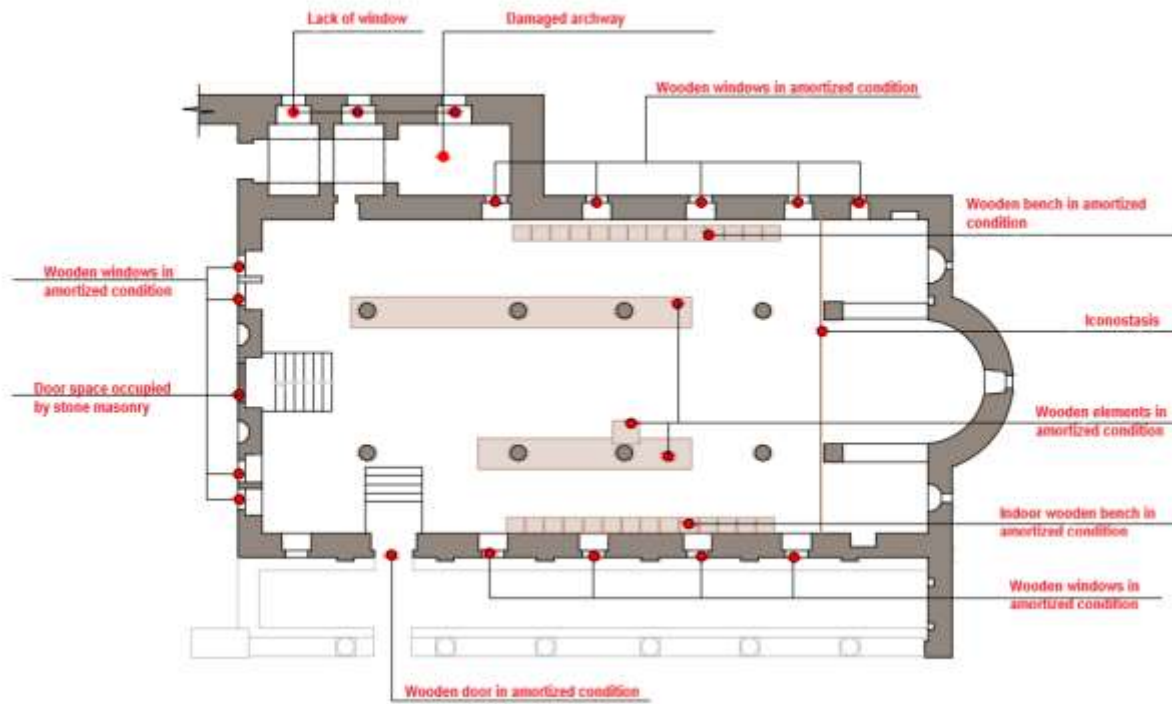 Lack of window
Damaged archway
Wooden windows in amortized condition
Wooden bench in amortized
condition
Wooden windows in
amortized condition
Iconostasis
Door space occupied
by stone masonry
Wooden elements in
amortized condition
Indoor wooden bench in
amortized condition
Wooden windows in
amortized condition
Wooden door in amortized condition